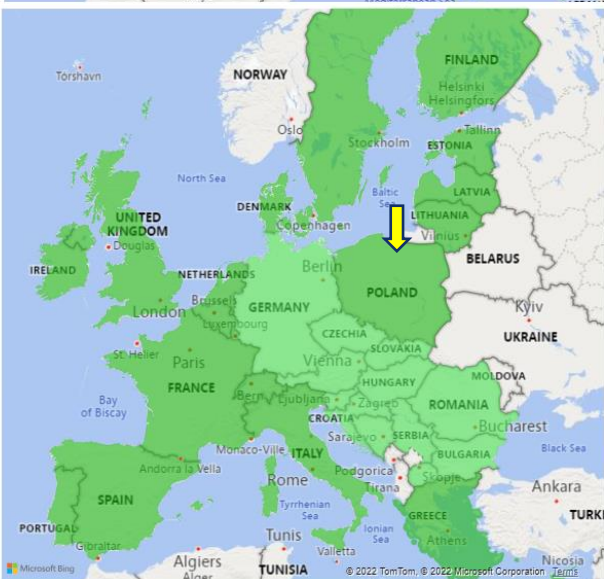 FINLAND
NORWAY
Tórshavn
Helsinki
Helsingfors
Oslo
Stockholm
Tallinn
ESTONIA
North Sea
Baltic
Sea
LATVIA
DENMARK
Copenhagen
LITHUANIA
Vilnius
UNITED
KINGDOM
Douglas
BELARUS
IRELAND
NETHERLANDS
Berlin
POLAND
London
Brussels
GERMANY
Kyiv
Luxembourg
UKRAINE
CZECHIA
SLOVAKIA
St. Helier
Paris
Vienna
MOLDOVA
HUNGARY
FRANCE
Bern
Ljubljana
Zagreb
ROMANIA
Bay
of Biscay
CROATIA
Bucharest
Sarajevo
SERBIA
Monaco-Ville
ITALY
BULGARIA
Black Sea
Andorra la Vella
Podgorica
Skopje
Rome
Tirana
Ankara
SPAIN
Tyrrhenian
Sea
GREECE
TURK
PORTUGAL
Ionian
Sea
Athens
Gibraltar
Tunis
Valletta
Algiers
Nicosia
Alger
TUNISIA
Microsoft Bing
© 2022 TomTom, © 2022 Microsoft Corporation Terms